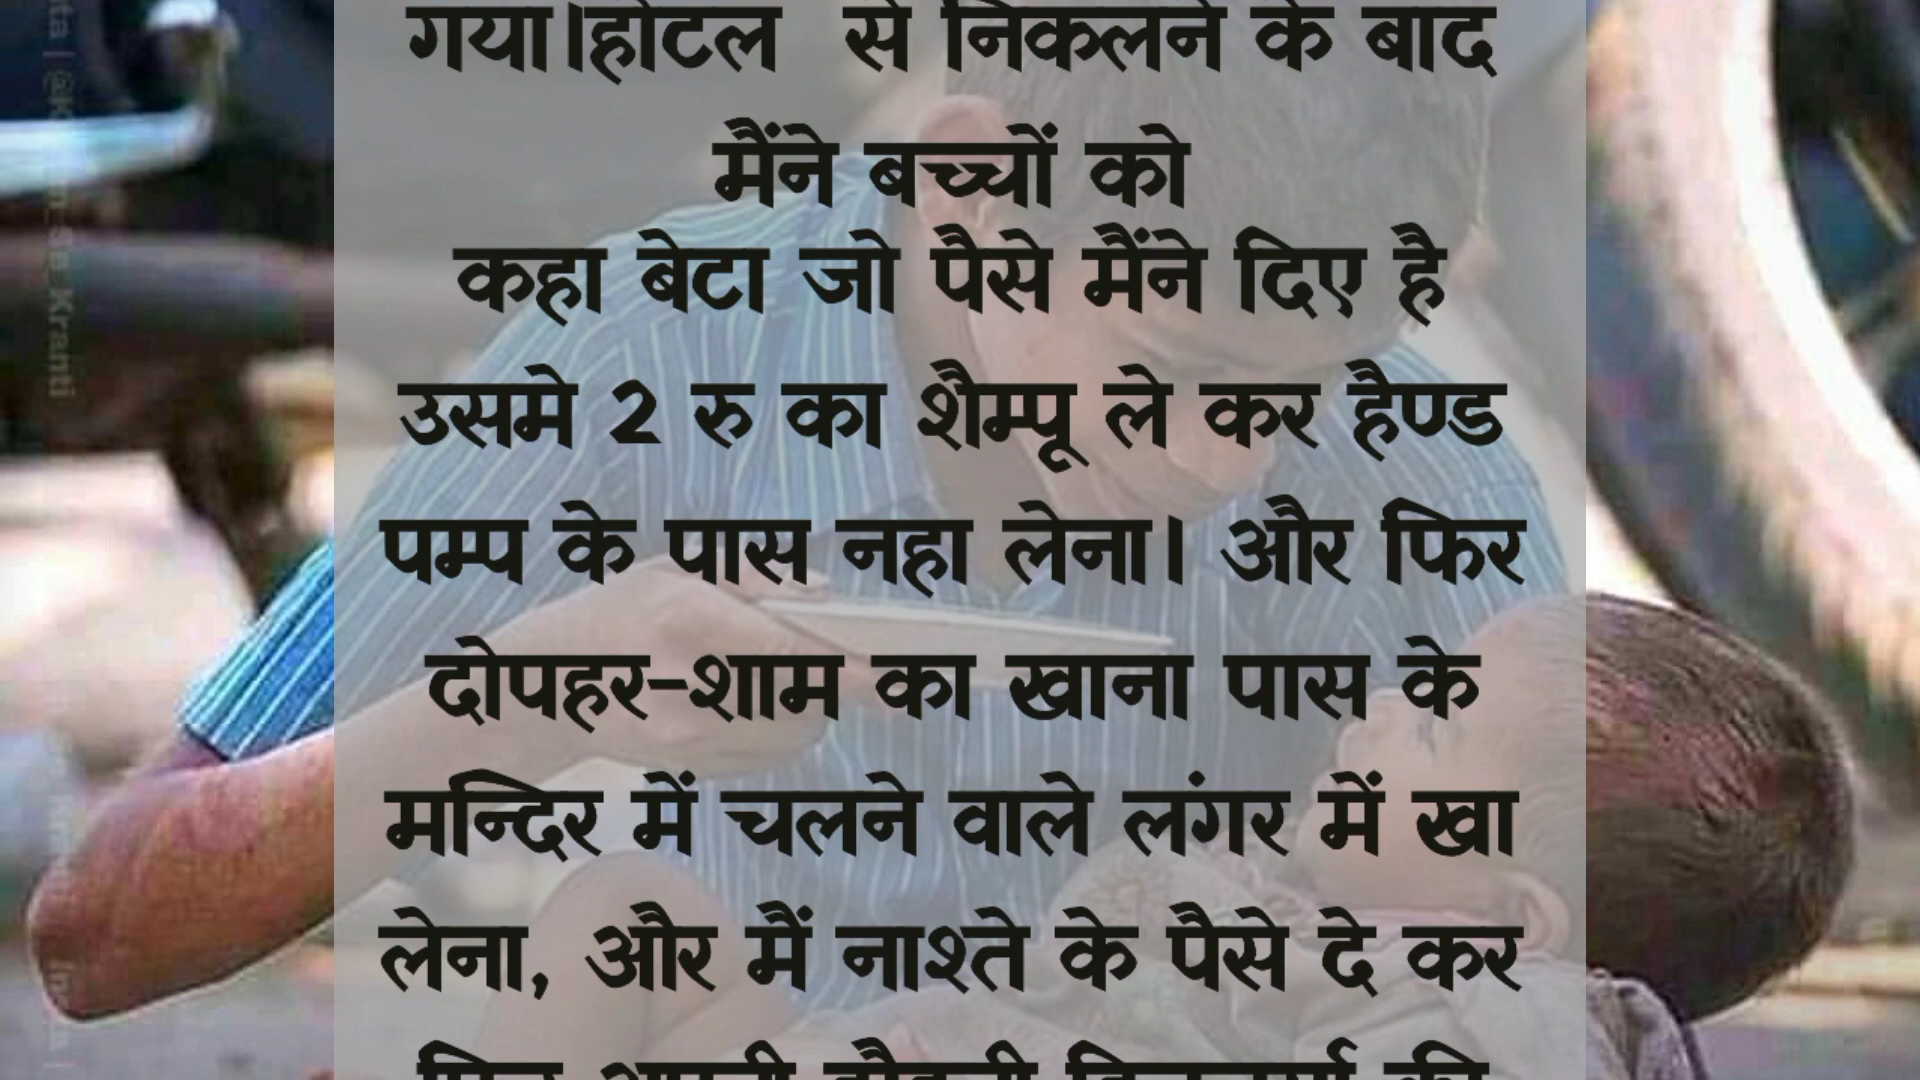 गया।होटल से निकलने के बाद
मैंने बच्चों को
कहा बेटा जो पैसे मैंने दिए है
उसमे 2 रु का शैम्पू ले कर हैण्ड
पम्प के पास नहा लेना। और फिर
दोपहर-शाम का खाना पास के
मन्दिर में चलने वाले लंगर में खा
लेना, और मैं नाश्ते के पैसे दे कर